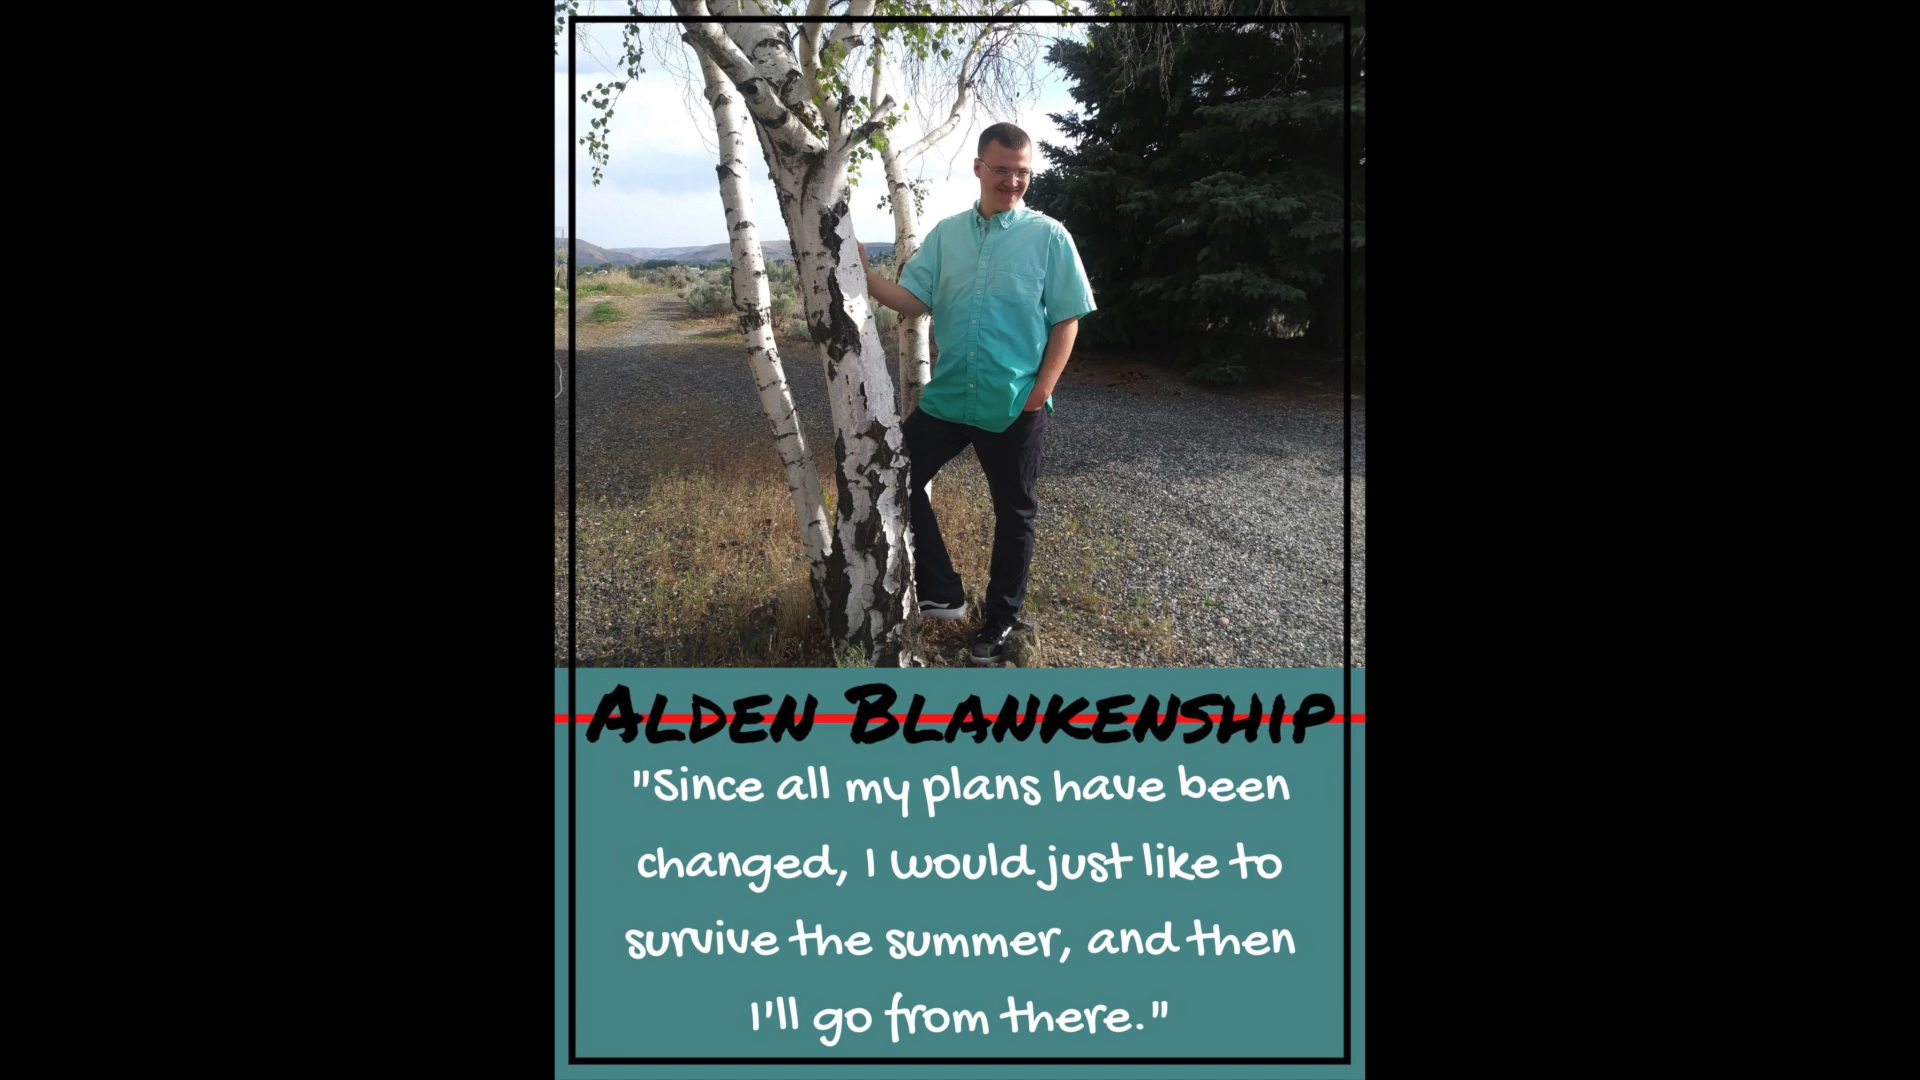 Alden Blankenship
"Since all my plans have been
changed, I would just like to
survive the summer, and then
I'll go from there."